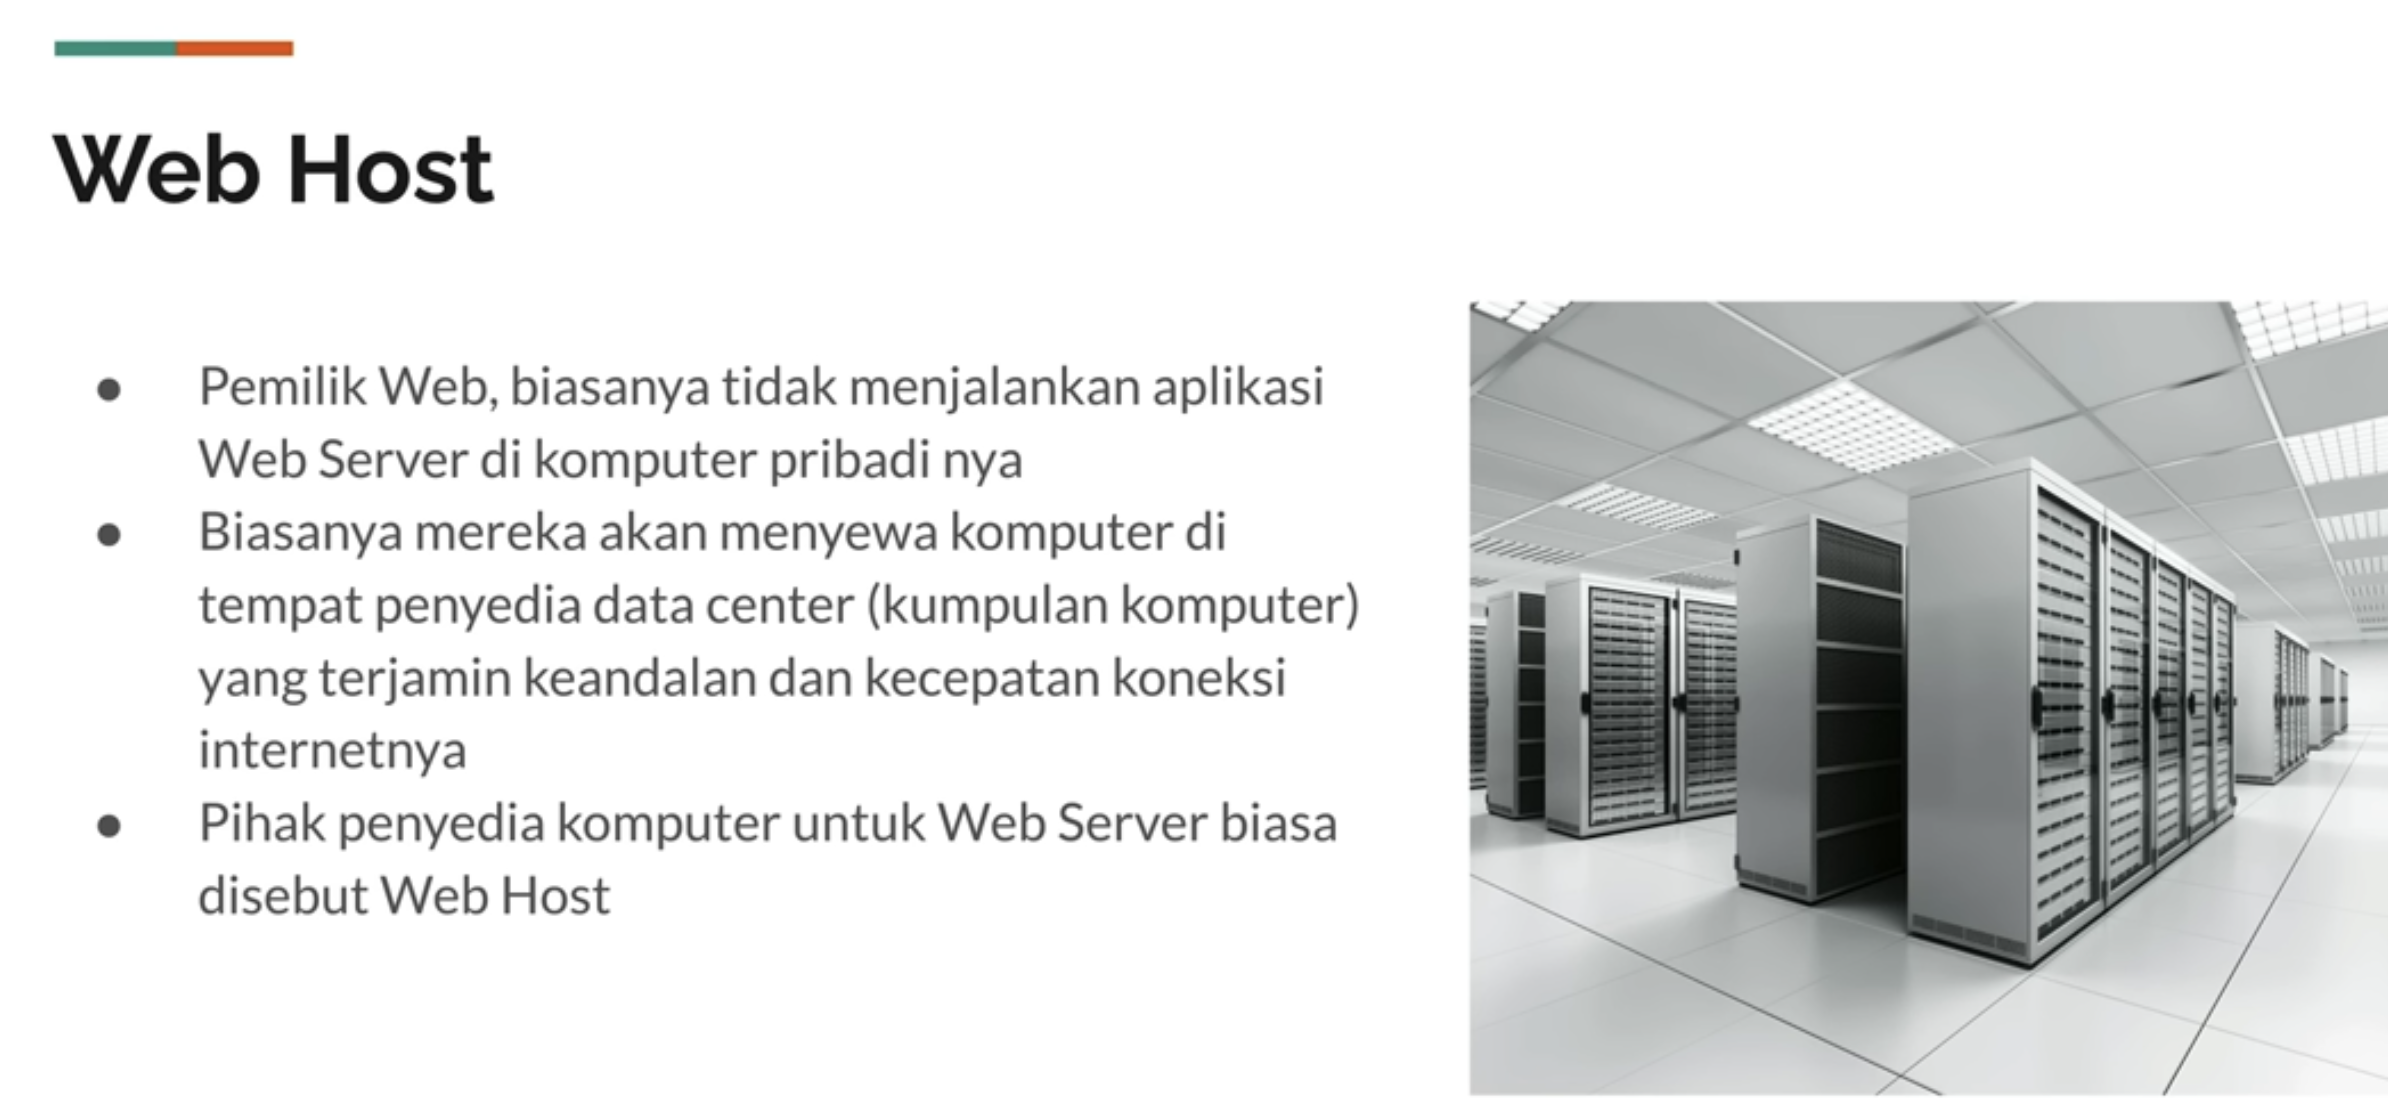 Web Host
● Pemilik Web, biasanya tidak menjalankan aplikasi
Web Server di komputer pribadi nya
● Biasanya mereka akan menyewa komputer di
tempat penyedia data center (kumpulan komputer)
yang terjamin keandalan dan kecepatan koneksi
internetnya
● Pihak penyedia komputer untuk Web Server biasa
disebut Web Host